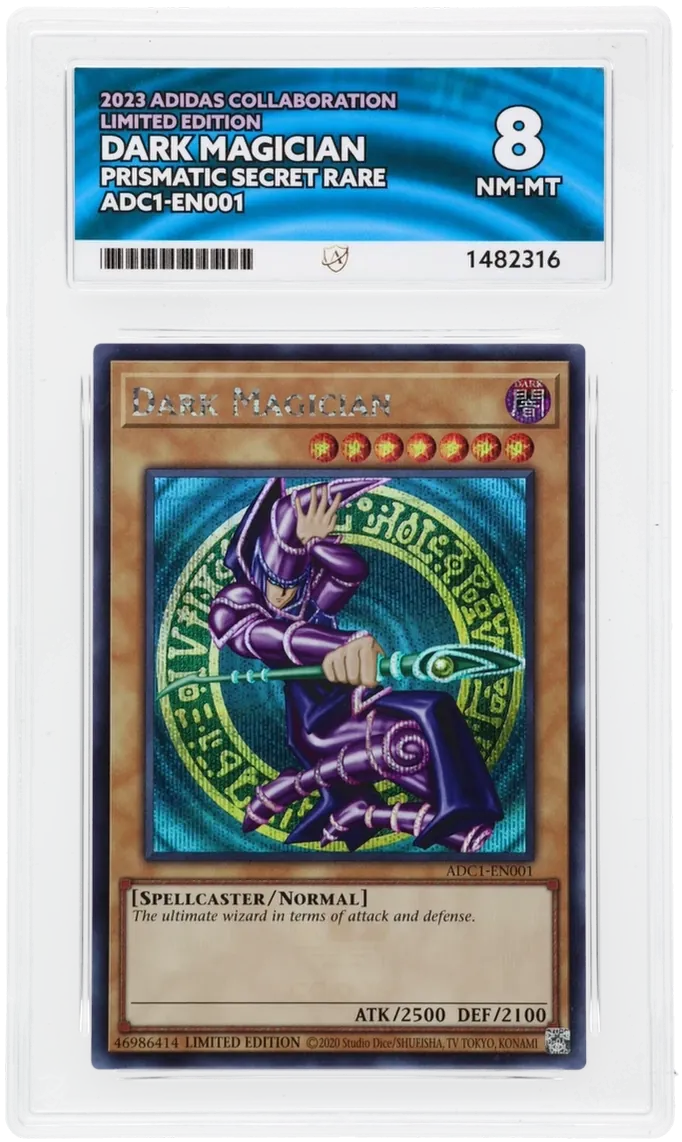 2023 ADIDAS COLLABORATION
LIMITED EDITION
DARK MAGICIAN
PRISMATIC SECRET RARE
ADC1-EN001
8
NM-MT
1482316
DARK MAGICIAN
DARK
闇
ADC1-EN001
[SPELLCASTER/NORMAL]
The ultimate wizard in terms of attack and defense.
ATK/2500 DEF/2100
46986414 LIMITED EDITION ©2020 Studio Dice/SHUEISHA, TV TOKYO, KONAMI